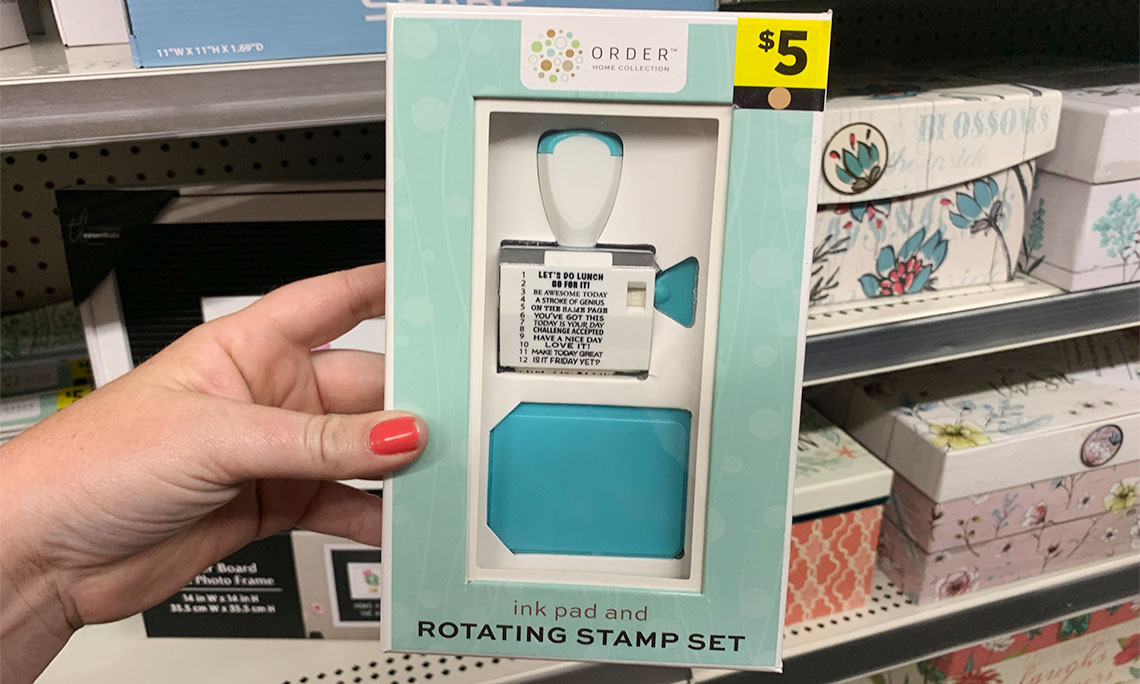 11"W X 11"H X 1.69"D
ORDER™
HOME COLLECTION
$5
BLOSSOMS
the inside
essentials
1 LET'S DO LUNCH
2 GO FOR IT!
3 BE AWESOME TODAY
4 A STROKE OF GENIUS
5 ON THE SAME PAGE
6 YOU'VE GOT THIS
7 TODAY IS YOUR DAY
8 CHALLENGE ACCEPTED
9 HAVE A NICE DAY
10 LOVE IT!
11 MAKE TODAY GREAT
12 IS IT FRIDAY YET?
Board
Photo Frame
14 in W x 14 in H
35.5 cm W x 35.5 cm H
ink pad and
ROTATING STAMP SET